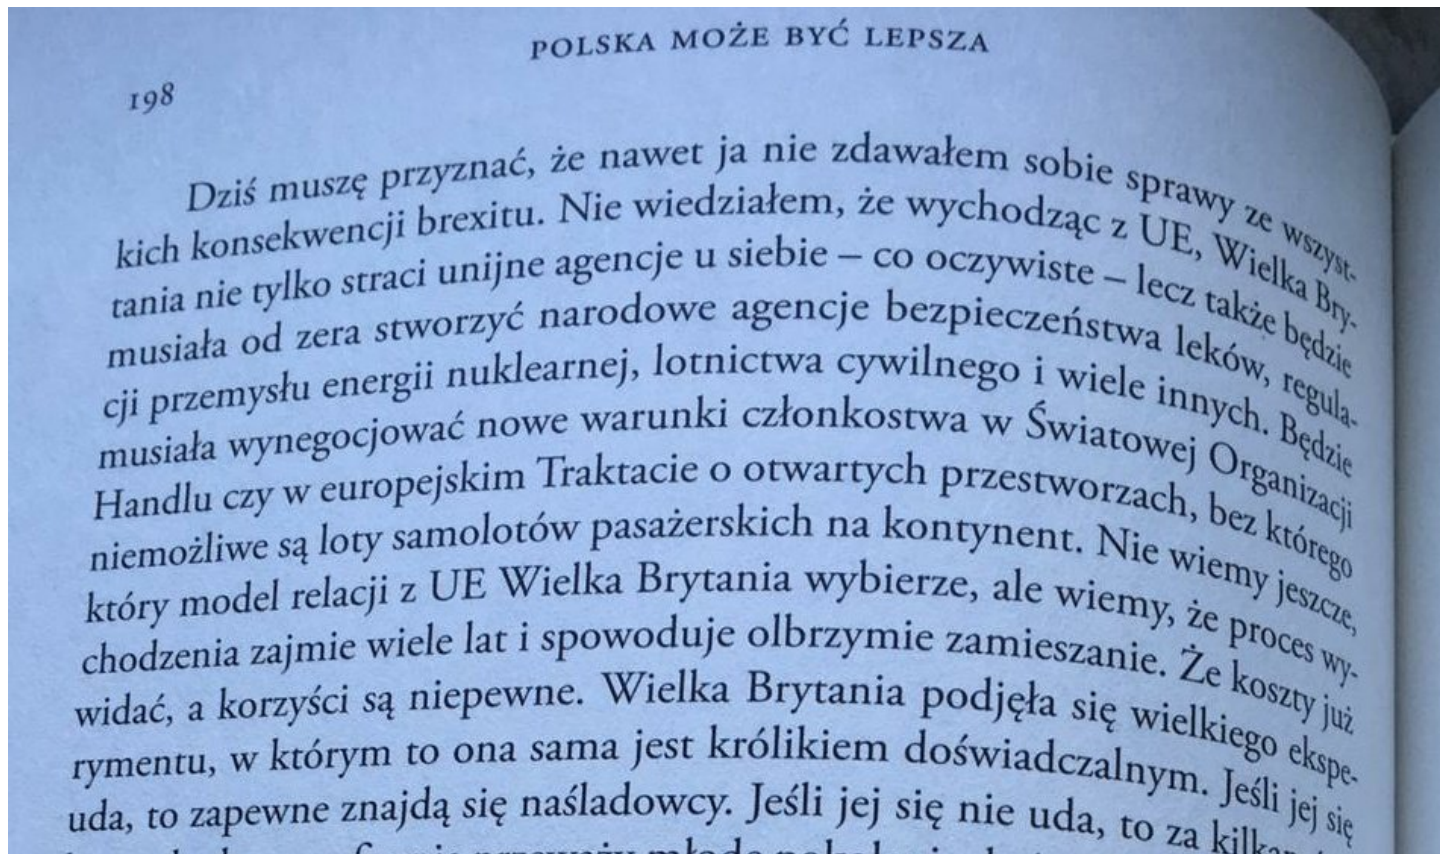 POLSKA MOŻE BYĆ LEPSZA
198
Dziś muszę przyznać, że nawet ja nie zdawałem sobie sprawy ze wszyst-
kich konsekwencji brexitu. Nie wiedziałem, że wychodząc z UE, Wielka Bry-
tania nie tylko straci unijne agencje u siebie – co oczywiste – lecz także będzie
musiała od zera stworzyć narodowe agencje bezpieczeństwa leków, regula-
cji przemysłu energii nuklearnej, lotnictwa cywilnego i wiele innych. Będzie
musiała wynegocjować nowe warunki członkostwa w Światowej Organizacji
Handlu czy w europejskim Traktacie o otwartych przestworzach, bez którego
niemożliwe są loty samolotów pasażerskich na kontynent. Nie wiemy jeszcze,
który model relacji z UE Wielka Brytania wybierze, ale wiemy, że proces wy-
chodzenia zajmie wiele lat i spowoduje olbrzymie zamieszanie. Że koszty już
widać, a korzyści są niepewne. Wielka Brytania podjęła się wielkiego ekspe-
rymentu, w którym to ona sama jest królikiem doświadczalnym. Jeśli jej się
uda, to zapewne znajdą się naśladowcy. Jeśli jej się nie uda, to za